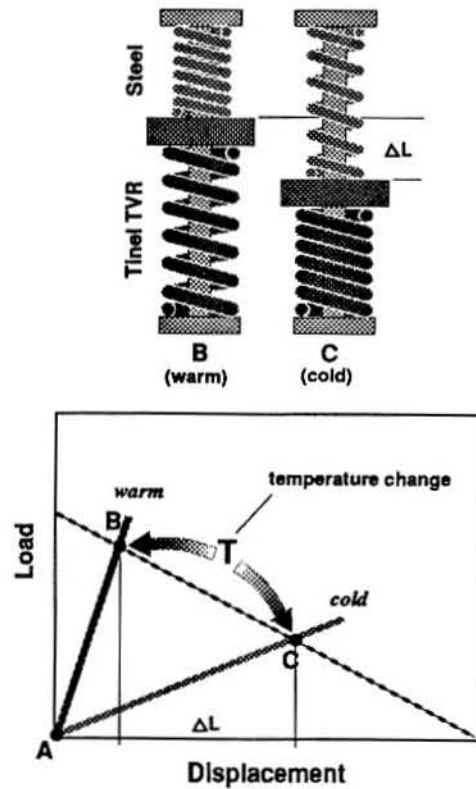 Steel
Tinel TVR
ΔL
B
(warm)
C
(cold)
temperature change
warm
B
T
cold
C
A
ΔL
Load
Displacement